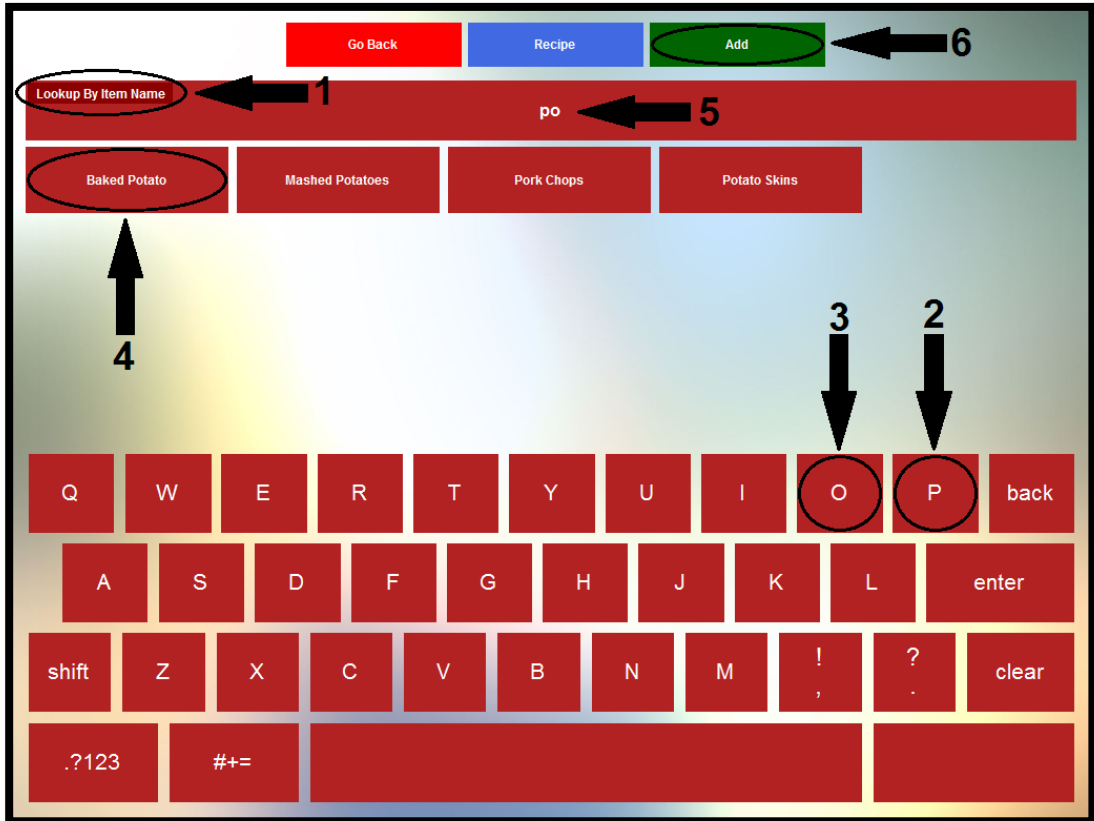 Go Back Recipe Add 6
Lookup By Item Name 1
po 5
Baked Potato Mashed Potatoes Pork Chops Potato Skins
4
3 2
Q W E R T Y U I O P back
A S D F G H J K L enter
shift Z X C V B N M ! , ? . clear
.?123 #+=